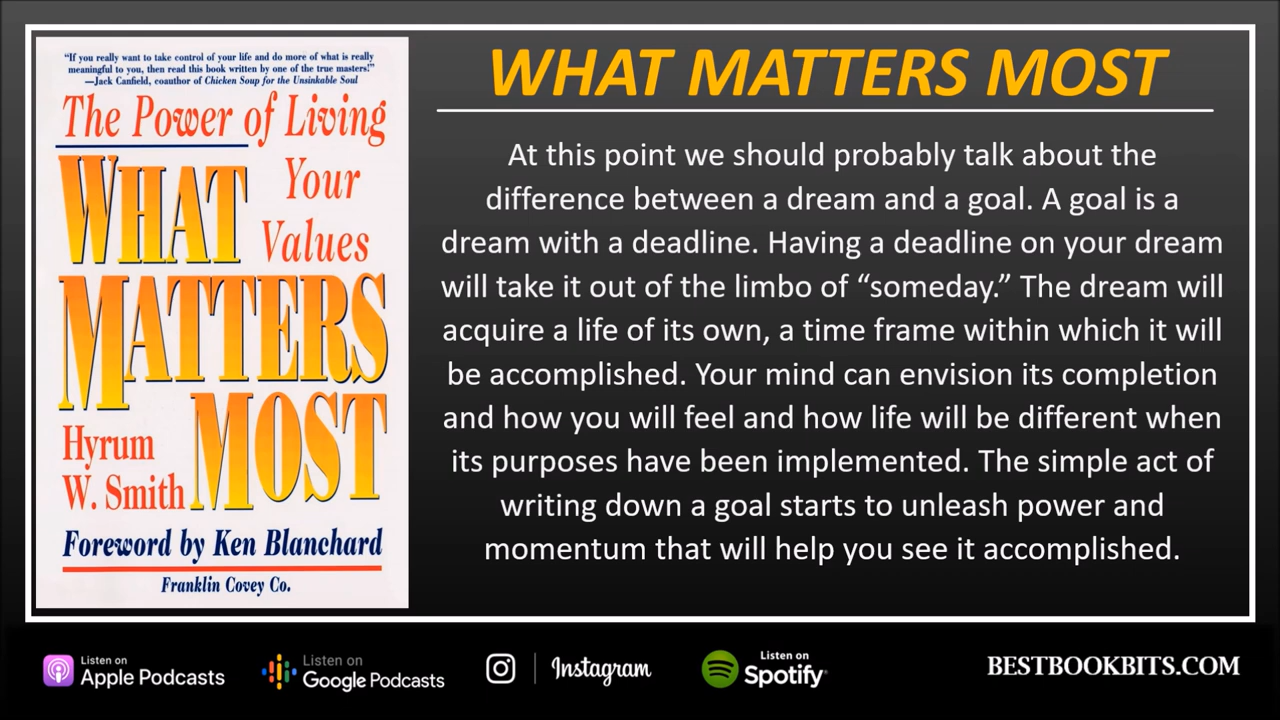 "If you really want to take control of your life and do more of what is really
meaningful to you, then read this book written by one of the true masters!"
—Jack Canfield, coauthor of Chicken Soup for the Unsinkable Soul
The Power of Living
Your
Values
WHAT
MATTERS
MOST
Hyrum
W. Smith
Foreword by Ken Blanchard
Franklin Covey Co.
WHAT MATTERS MOST
At this point we should probably talk about the
difference between a dream and a goal. A goal is a
dream with a deadline. Having a deadline on your dream
will take it out of the limbo of “someday.” The dream will
acquire a life of its own, a time frame within which it will
be accomplished. Your mind can envision its completion
and how you will feel and how life will be different when
its purposes have been implemented. The simple act of
writing down a goal starts to unleash power and
momentum that will help you see it accomplished.
Listen on
Apple Podcasts
Listen on
Google Podcasts
Instagram
Listen on
Spotify
BESTBOOKBITS.COM